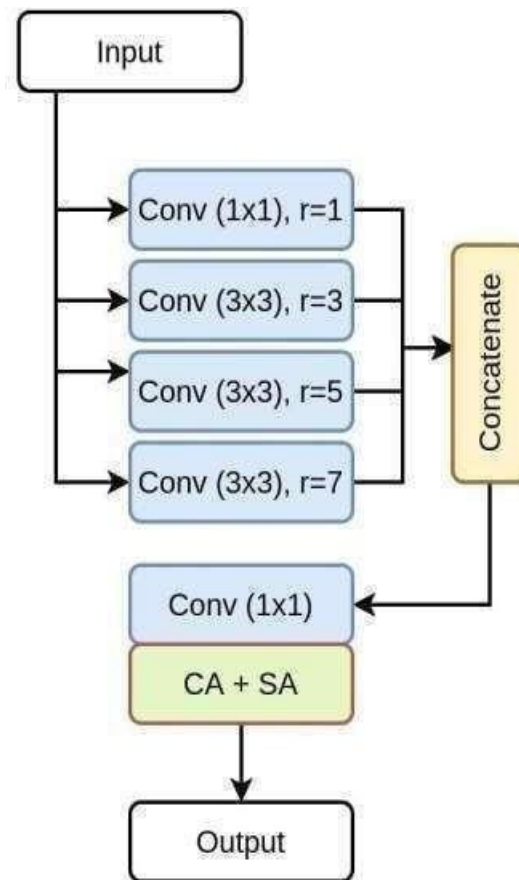 Input
Conv (1x1), r=1
Conv (3x3), r=3
Conv (3x3), r=5
Conv (3x3), r=7
Concatenate
Conv (1x1)
CA + SA
Output